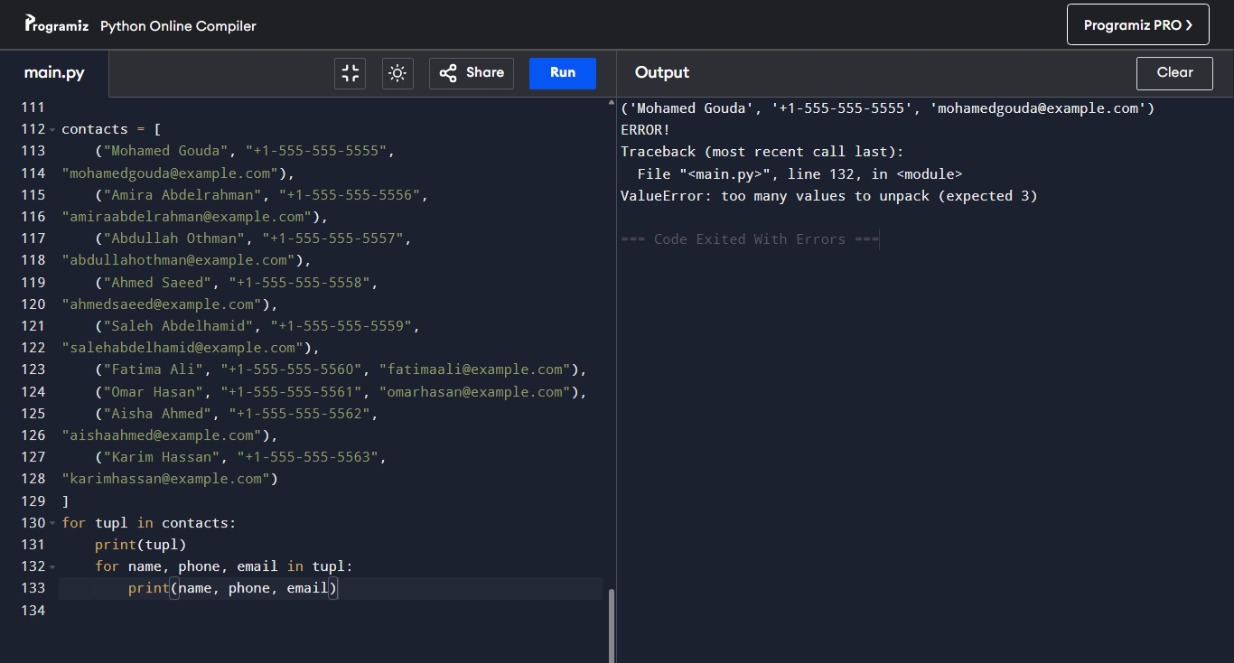 Programiz Python Online Compiler
Programiz PRO >
main.py
Share
Run
Output
Clear
111
112 contacts = [
113     ("Mohamed Gouda", "+1-555-555-5555",
114 "mohamedgouda@example.com"),
115     ("Amira Abdelrahman", "+1-555-555-5556",
116 "amiraabdelrahman@example.com"),
117     ("Abdullah Othman", "+1-555-555-5557",
118 "abdullahothman@example.com"),
119     ("Ahmed Saeed", "+1-555-555-5558",
120 "ahmedsaeed@example.com"),
121     ("Saleh Abdelhamid", "+1-555-555-5559",
122 "salehabdelhamid@example.com"),
123     ("Fatima Ali", "+1-555-555-5560", "fatimaali@example.com"),
124     ("Omar Hasan", "+1-555-555-5561", "omarhasan@example.com"),
125     ("Aisha Ahmed", "+1-555-555-5562",
126 "aishaahmed@example.com"),
127     ("Karim Hassan", "+1-555-555-5563",
128 "karimhassan@example.com")
129 ]
130 for tupl in contacts:
131     print(tupl)
132     for name, phone, email in tupl:
133         print(name, phone, email)
134
('Mohamed Gouda', '+1-555-555-5555', 'mohamedgouda@example.com')
ERROR!
Traceback (most recent call last):
  File "<main.py>", line 132, in <module>
ValueError: too many values to unpack (expected 3)
=== Code Exited With Errors ===